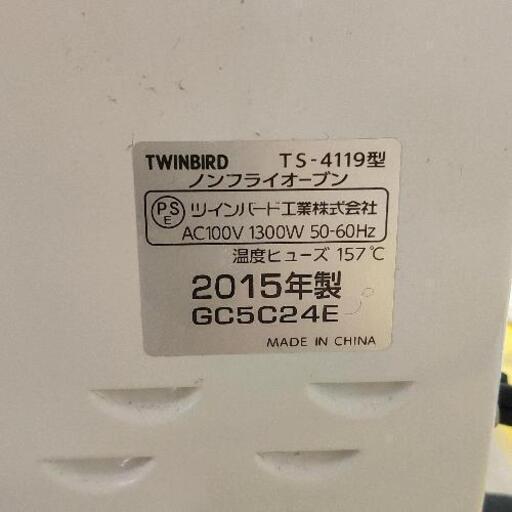 TWINBIRD TS-4119型
ノンフライオーブン
PSE ツインバード工業株式会社
AC100V 1300W 50-60Hz
温度ヒューズ 157℃
2015年製
GC5C24E
MADE IN CHINA